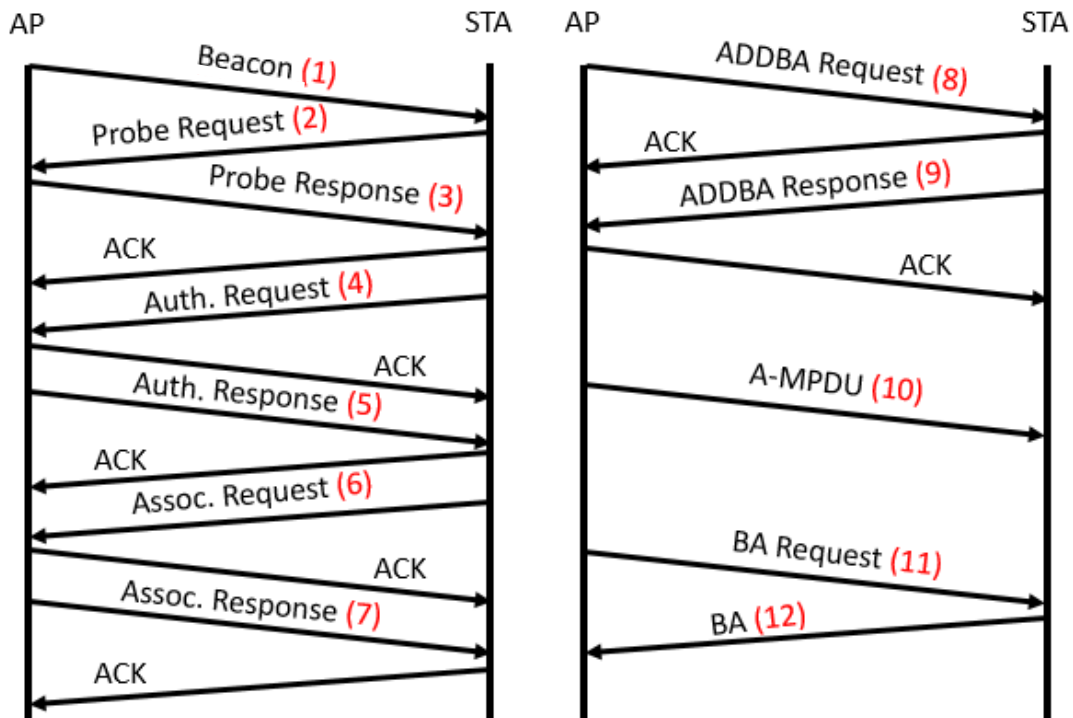 AP
STA
Beacon (1)
Probe Request (2)
Probe Response (3)
ACK
Auth. Request (4)
ACK
Auth. Response (5)
ACK
Assoc. Request (6)
ACK
Assoc. Response (7)
ACK
AP
STA
ADDBA Request (8)
ACK
ADDBA Response (9)
ACK
A-MPDU (10)
BA Request (11)
BA (12)